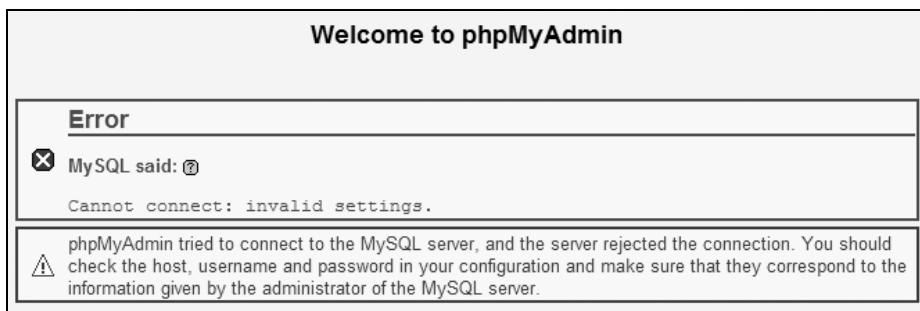 Welcome to phpMyAdmin
Error
MySQL said:
Cannot connect: invalid settings.
phpMyAdmin tried to connect to the MySQL server, and the server rejected the connection. You should
check the host, username and password in your configuration and make sure that they correspond to the
information given by the administrator of the MySQL server.